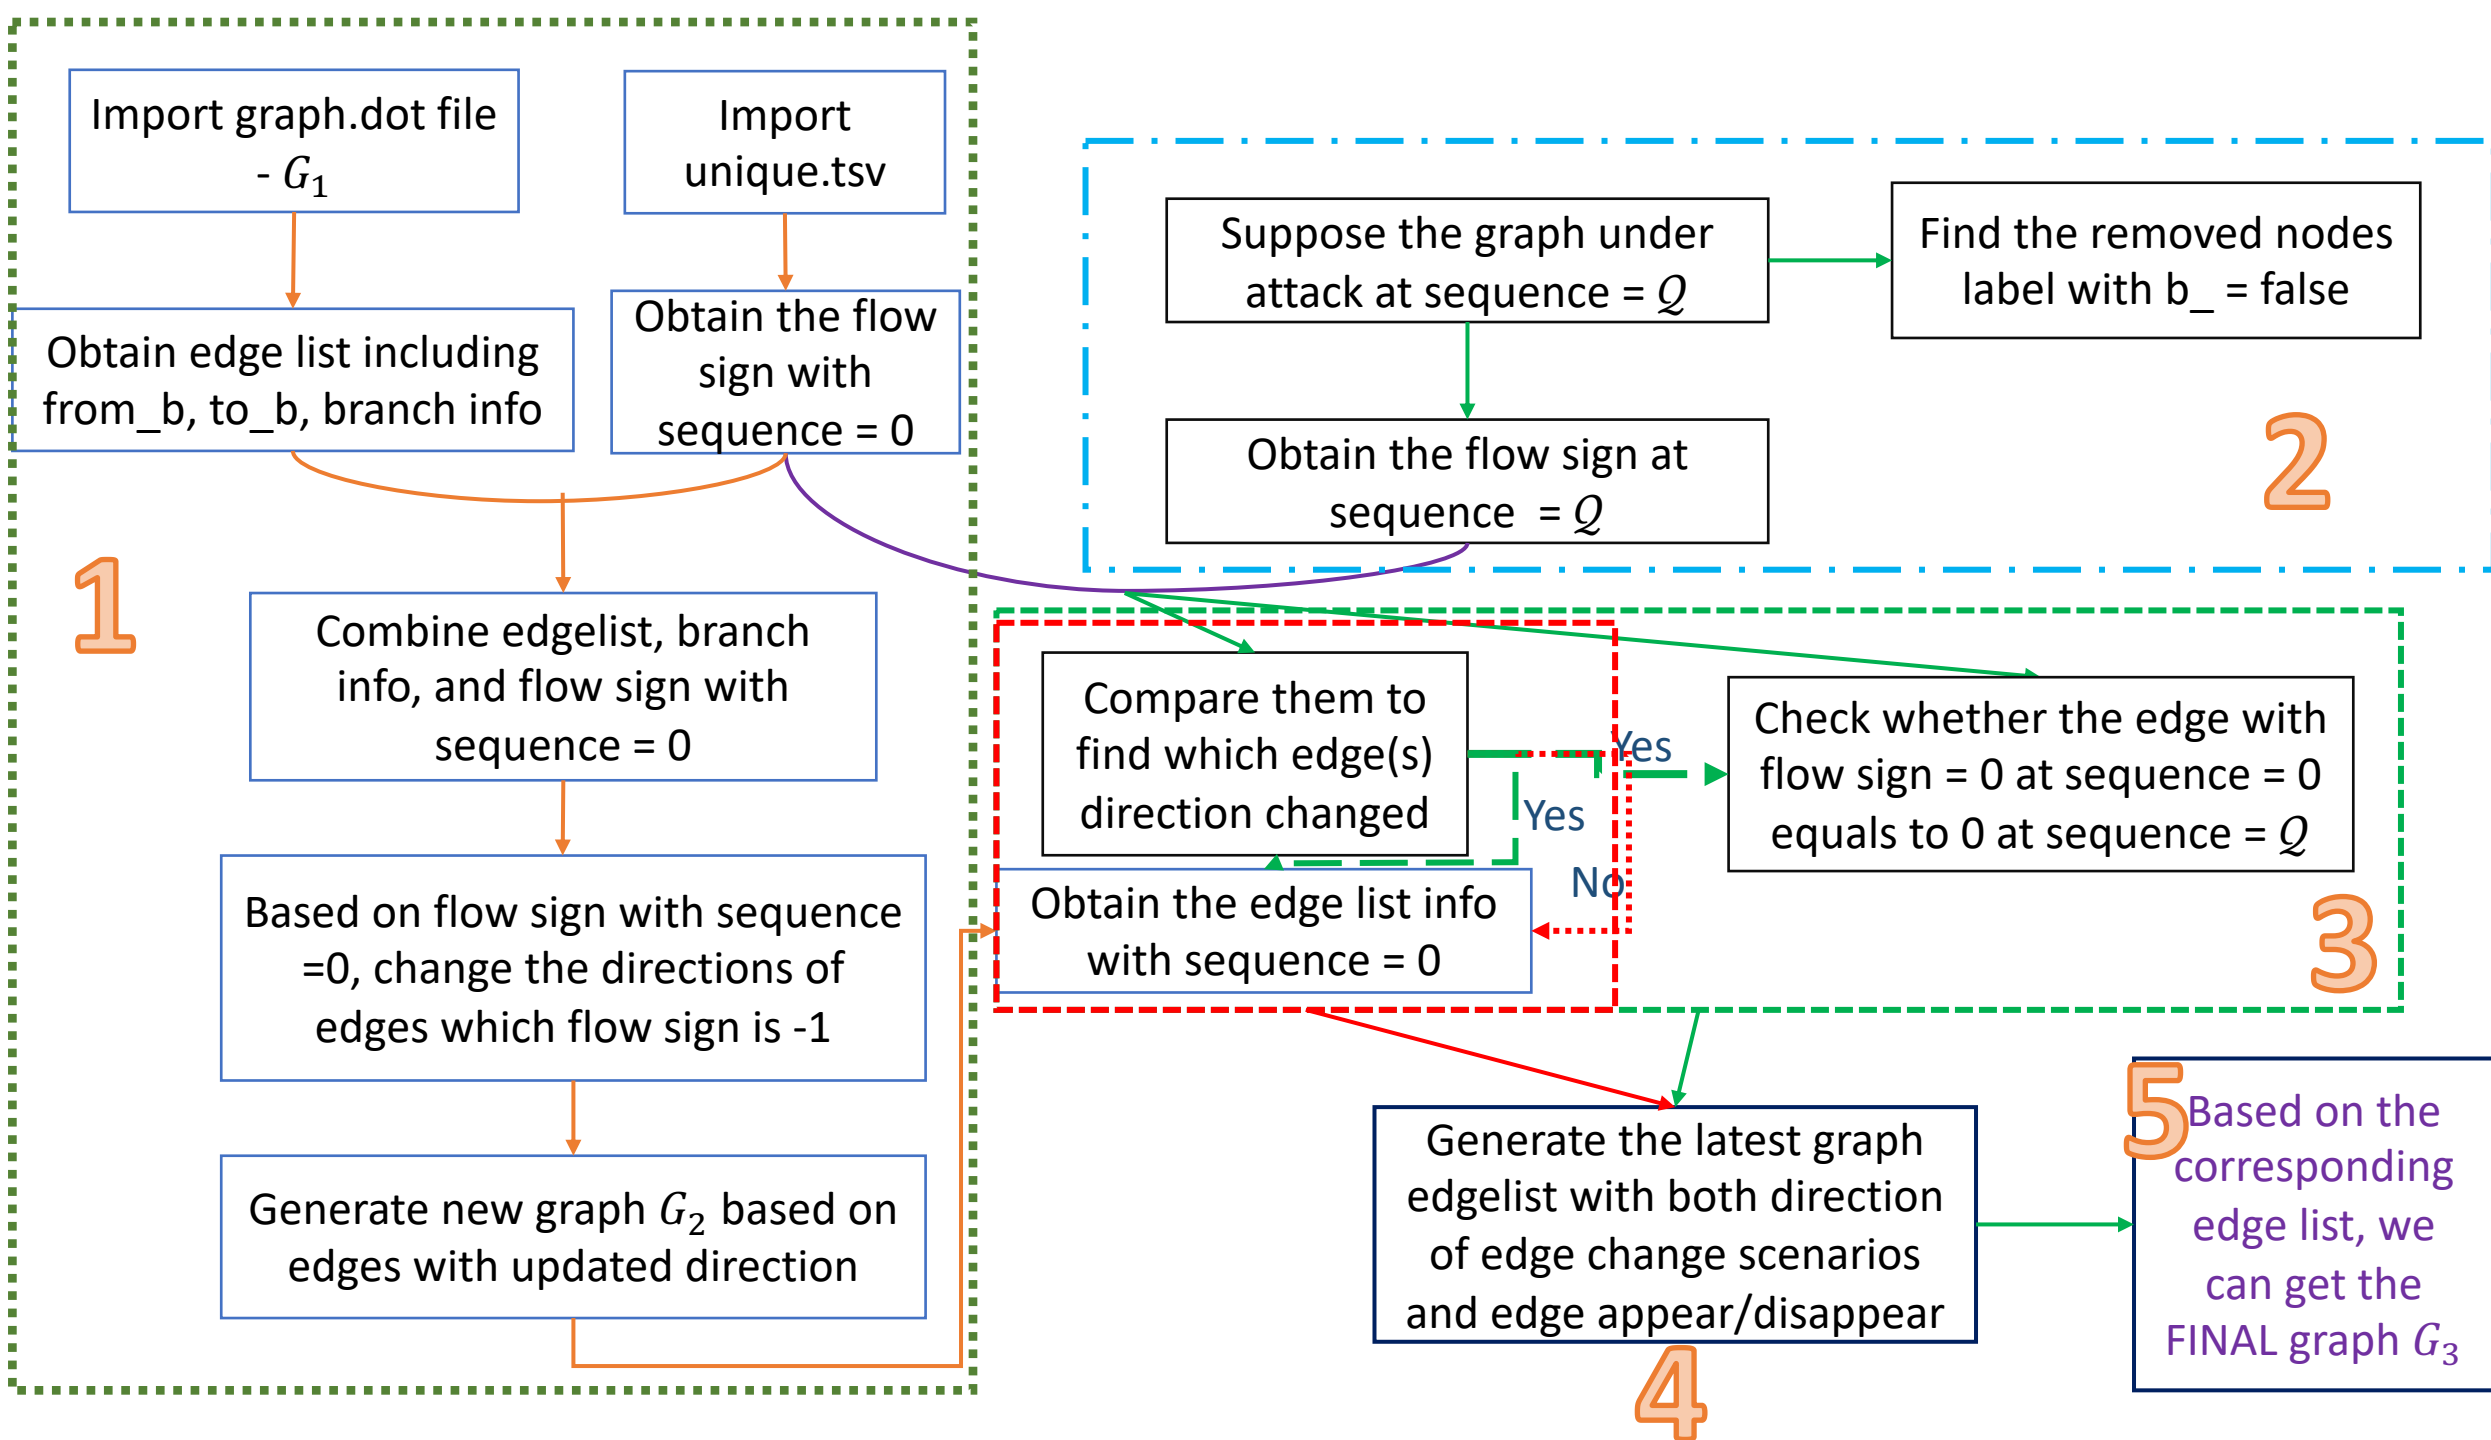 Import graph.dot file
- G₁
Import
unique.tsv
Obtain edge list including
from_b, to_b, branch info
Obtain the flow
sign with
sequence = 0
1
Combine edgelist, branch
info, and flow sign with
sequence = 0
Based on flow sign with sequence
=0, change the directions of
edges which flow sign is -1
Generate new graph G₂ based on
edges with updated direction
Suppose the graph under
attack at sequence = 𝒬
Find the removed nodes
label with b_ = false
Obtain the flow sign at
sequence = 𝒬
2
Compare them to
find which edge(s)
direction changed
Yes
Yes
No
Check whether the edge with
flow sign = 0 at sequence = 0
equals to 0 at sequence = 𝒬
Obtain the edge list info
with sequence = 0
3
Generate the latest graph
edgelist with both direction
of edge change scenarios
and edge appear/disappear
4
5
Based on the
corresponding
edge list, we
can get the
FINAL graph G₃